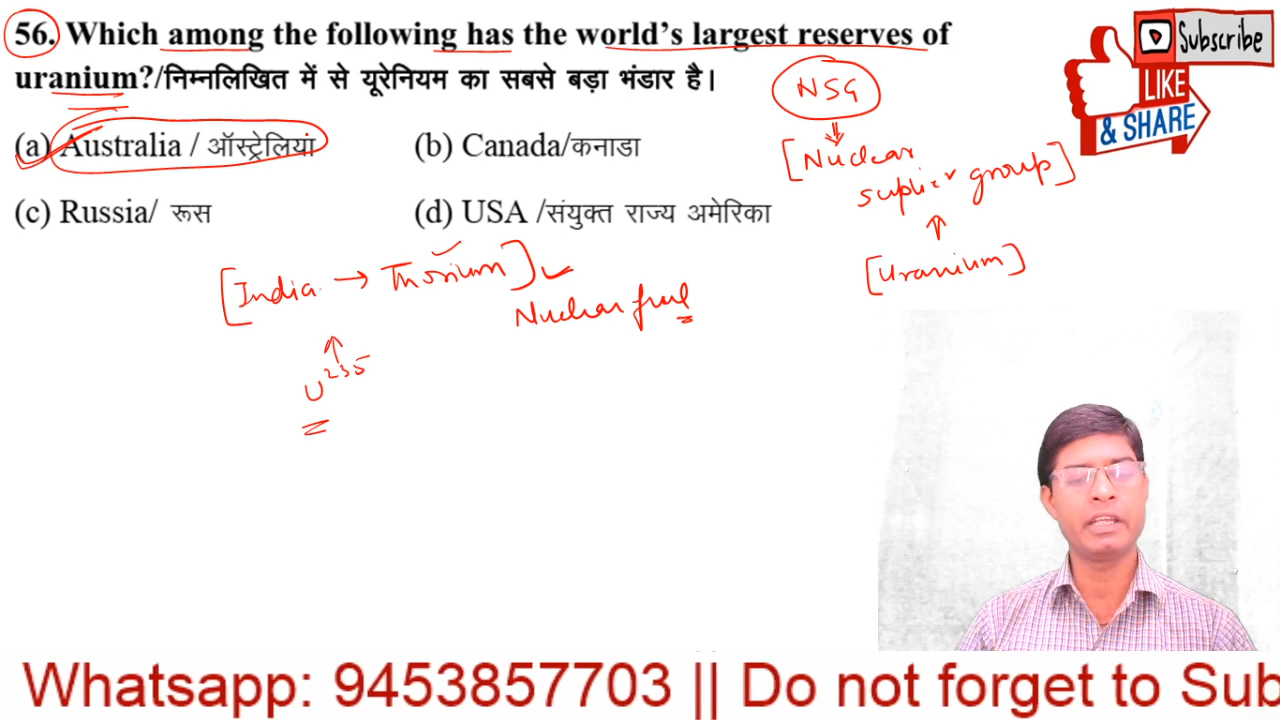 56. Which among the following has the world's largest reserves of
uranium?/निम्नलिखित में से यूरेनियम का सबसे बड़ा भंडार है।
(a) Australia / ऑस्ट्रेलिया
(b) Canada/कनाडा
(c) Russia/ रूस
(d) USA /संयुक्त राज्य अमेरिका
NSG
[Nuclear
suplier group]
[Uranium]
[India → Thorium]
Nuclear fuel
U235
Subscribe
LIKE
& SHARE
Whatsapp: 9453857703 || Do not forget to Sub